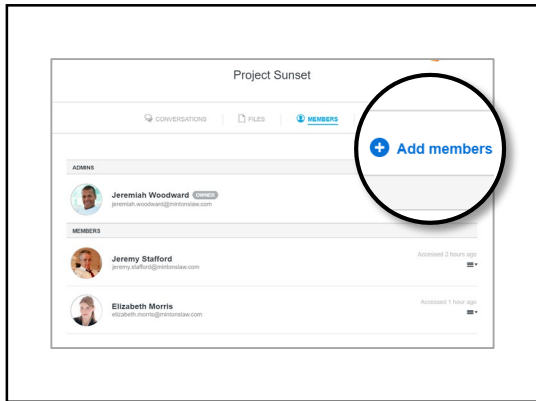 Project Sunset
CONVERSATIONS FILES MEMBERS
Add members
ADMINS
Jeremiah Woodward OWNER
jeremiah.woodward@mintonslaw.com
MEMBERS
Jeremy Stafford
jeremy.stafford@mintonslaw.com
Accessed 2 hours ago
Elizabeth Morris
elizabeth.morris@mintonslaw.com
Accessed 1 hour ago